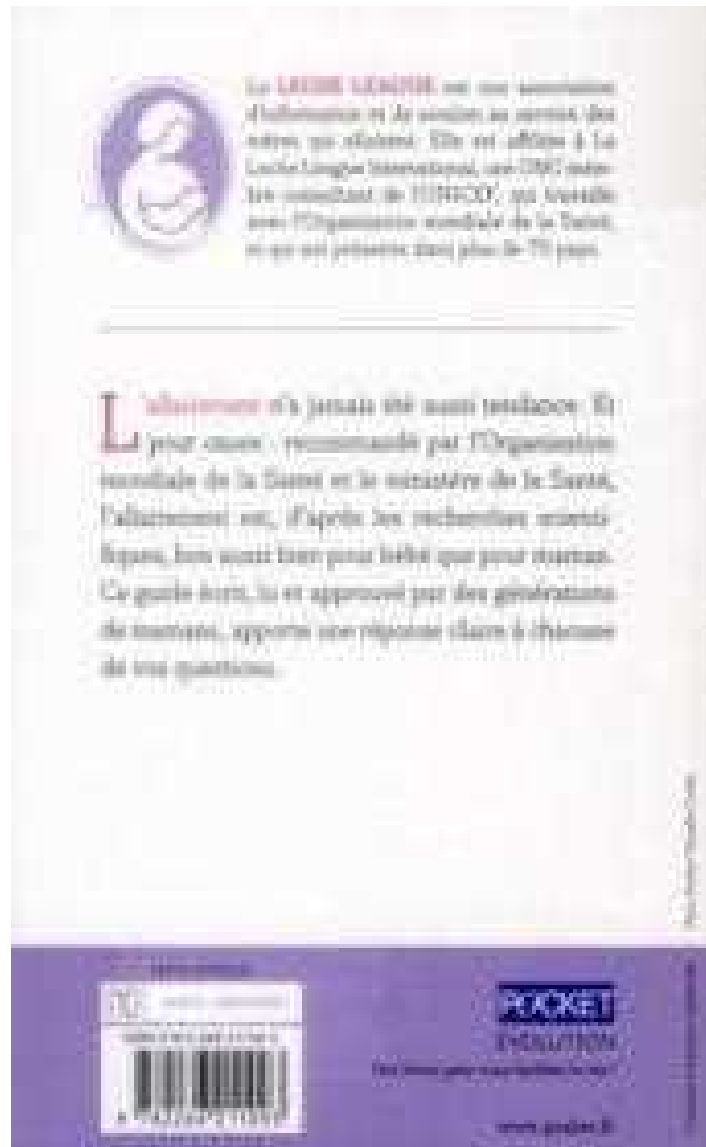 La LECHE LEAGUE est une association
d'information et de soutien au service des
mères qui allaitent. Elle est affiliée à La
Leche League International, une ONG mem-
bre consultant de l'UNICEF, qui travaille
avec l'Organisation mondiale de la Santé,
et qui est présente dans plus de 70 pays.
L'allaitement n'a jamais été aussi tendance. Et
pour cause : recommandé par l'Organisation
mondiale de la Santé et le ministère de la Santé,
l'allaitement est, d'après les recherches scienti-
fiques, bon aussi bien pour bébé que pour maman.
Ce guide écrit, lu et approuvé par des générations
de mamans, apporte une réponse claire à chacune
de vos questions.
POCKET
EVOLUTION
www.pocket.fr